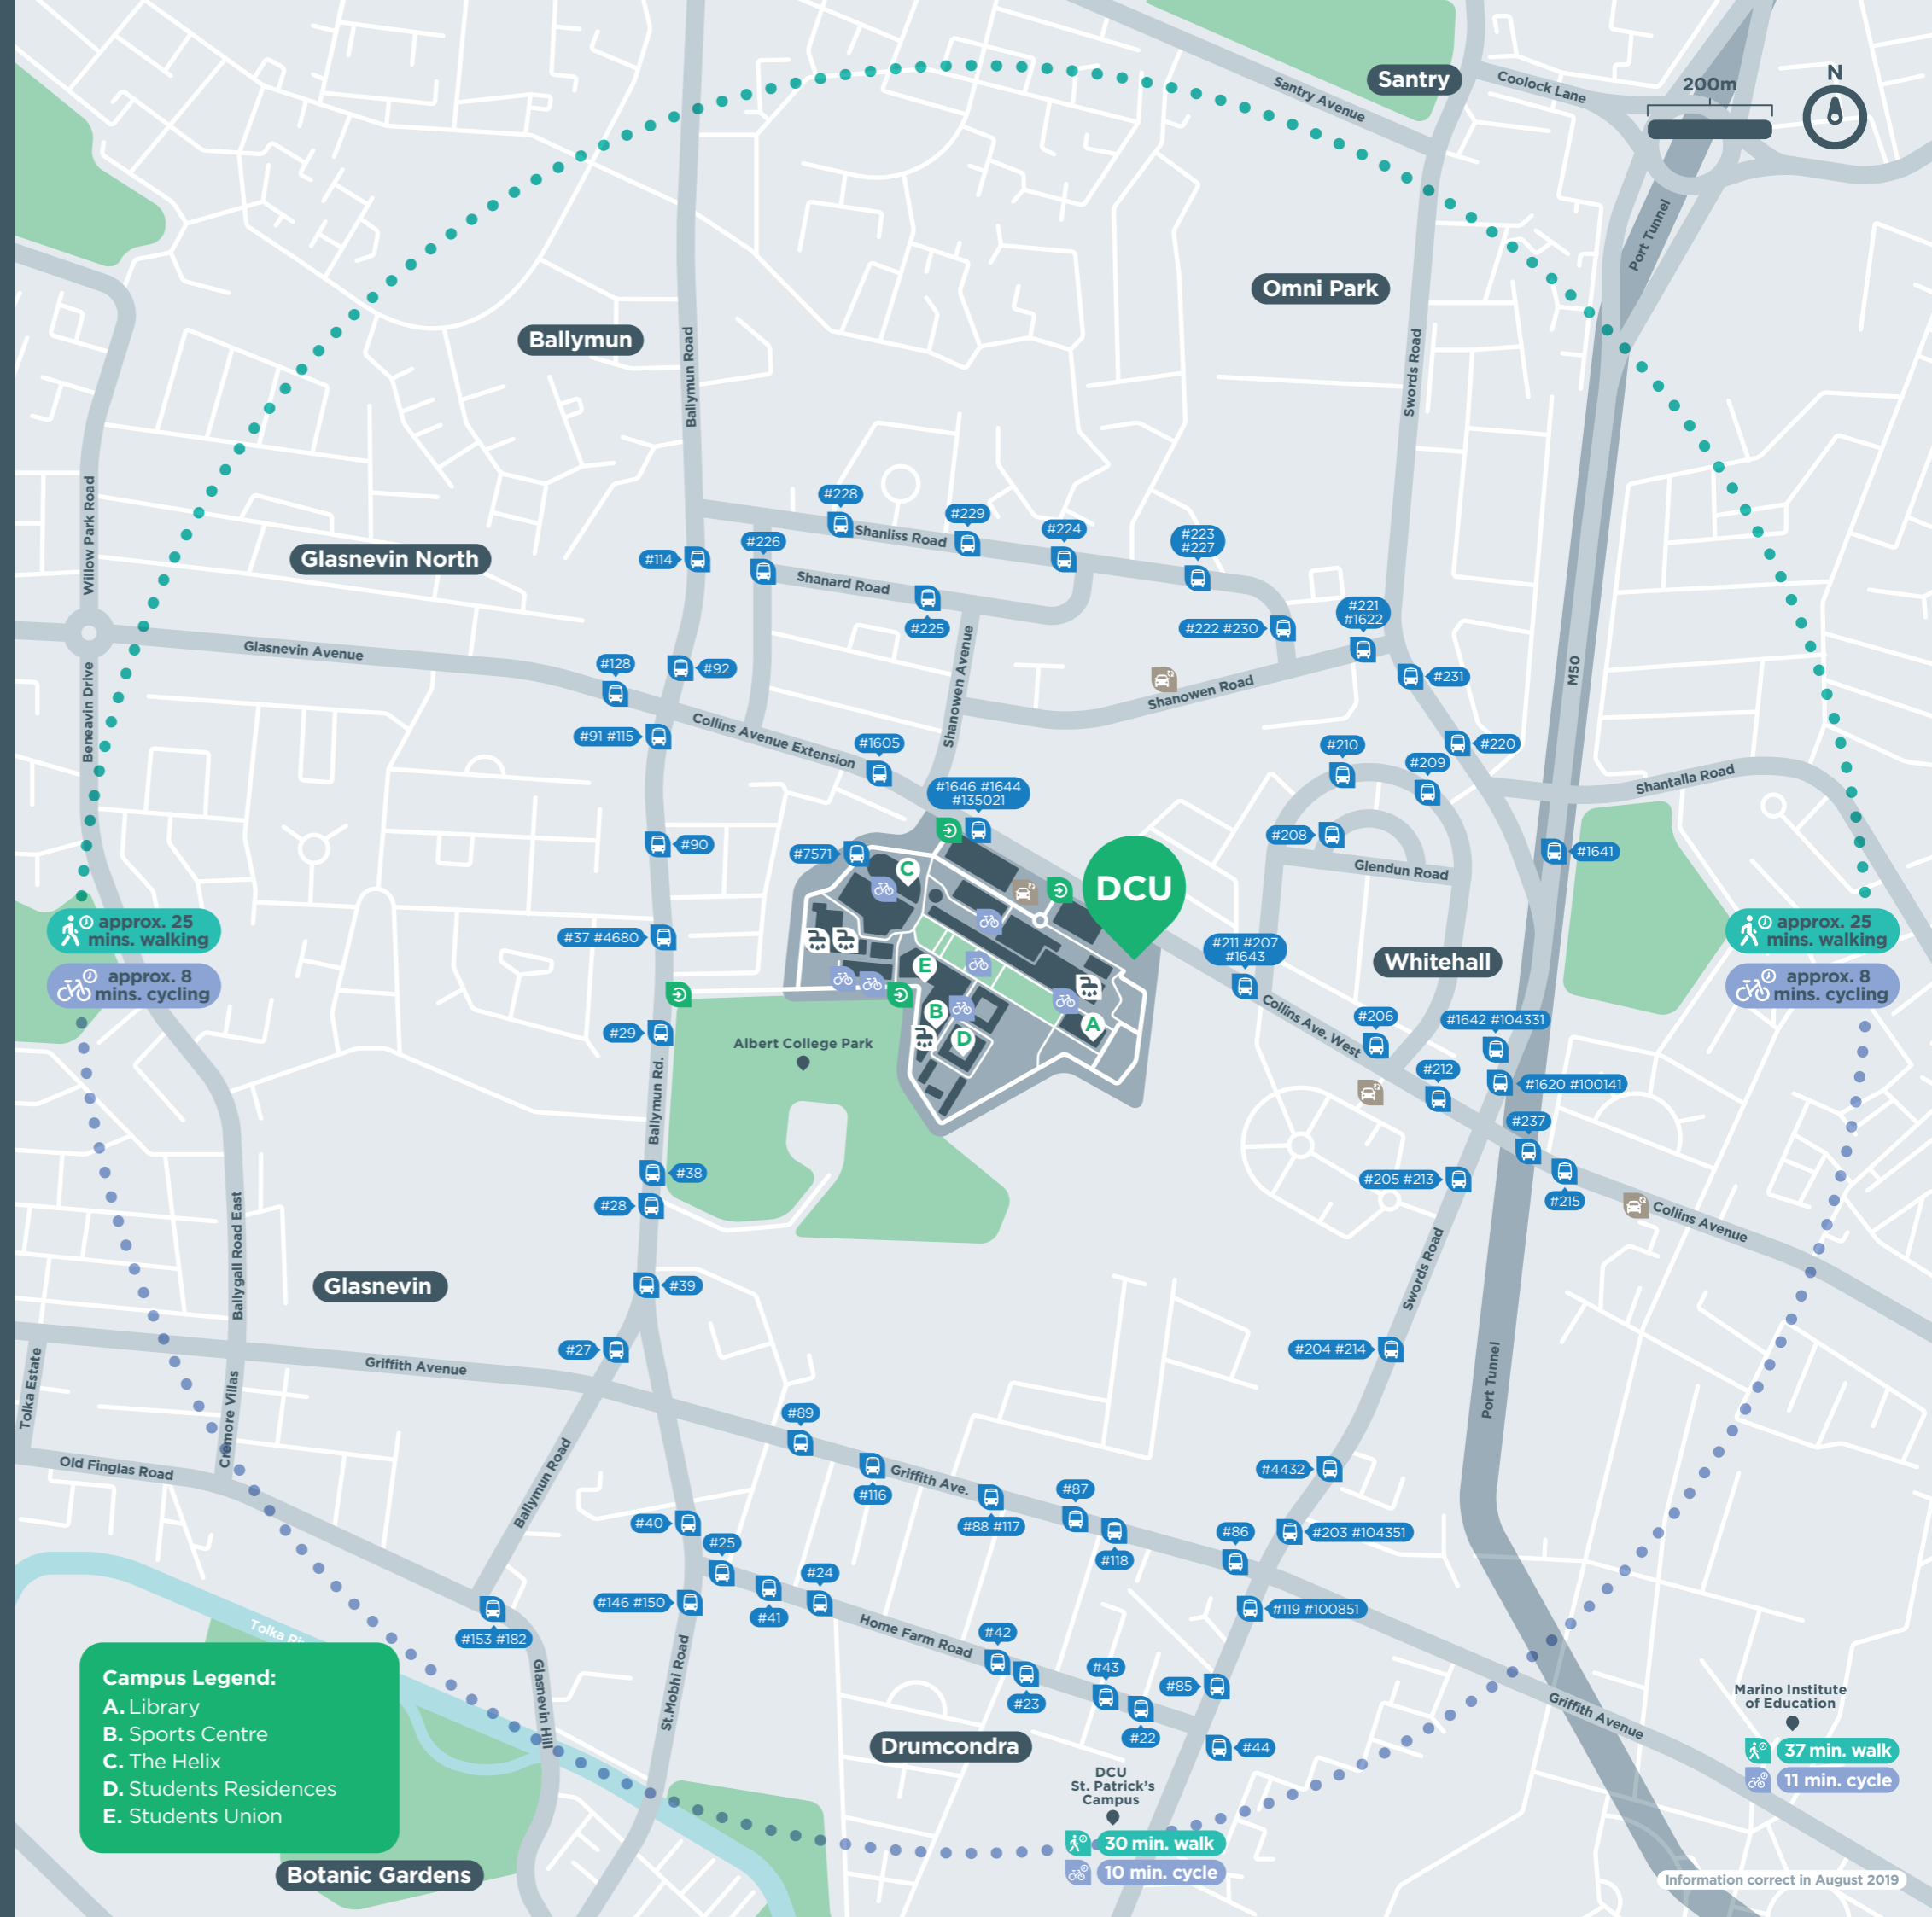 Santry
Coolock Lane
200m
N
Santry Avenue
Port Tunnel
Omni Park
Ballymun
Ballymun Road
Swords Road
Willow Park Road
#228
#229
#224
#223
#227
Shanliss Road
Glasnevin North
#114
#226
Shanard Road
#225
#221
#1622
#222 #230
Glasnevin Avenue
#128
#92
Shanowen Avenue
Shanowen Road
#231
M50
Beneavin Drive
#91 #115
Collins Avenue Extension
#1605
#210
#220
#209
Shantalla Road
#1646 #1644
#135021
#208
#90
#7571
#1641
Glendun Road
C
DCU
approx. 25
mins. walking
approx. 8
mins. cycling
#37 #4680
E
#211 #207
#1643
Whitehall
approx. 25
mins. walking
approx. 8
mins. cycling
B
A
D
Collins Ave. West
#206
#1642 #104331
#29
Albert College Park
Ballymun Rd.
#212
#1620 #100141
#237
#38
#205 #213
#215
#28
Collins Avenue
Ballygall Road East
Swords Road
Glasnevin
#39
#27
#204 #214
Griffith Avenue
Tolka Estate
Cremore Villas
Port Tunnel
#89
Old Finglas Road
Ballymun Road
#116
Griffith Ave.
#88 #117
#87
#118
#4432
#40
#25
#86
#203 #104351
#24
#146 #150
#41
#119 #100851
#153 #182
Home Farm Road
#42
#23
#43
#85
#22
Tolka Ri
Glasnevin Hill
St.Mobhi Road
Griffith Avenue
Marino Institute
of Education
37 min. walk
11 min. cycle
Drumcondra
#44
DCU
St. Patrick's
Campus
30 min. walk
10 min. cycle
Campus Legend:
A. Library
B. Sports Centre
C. The Helix
D. Students Residences
E. Students Union
Botanic Gardens
Information correct in August 2019